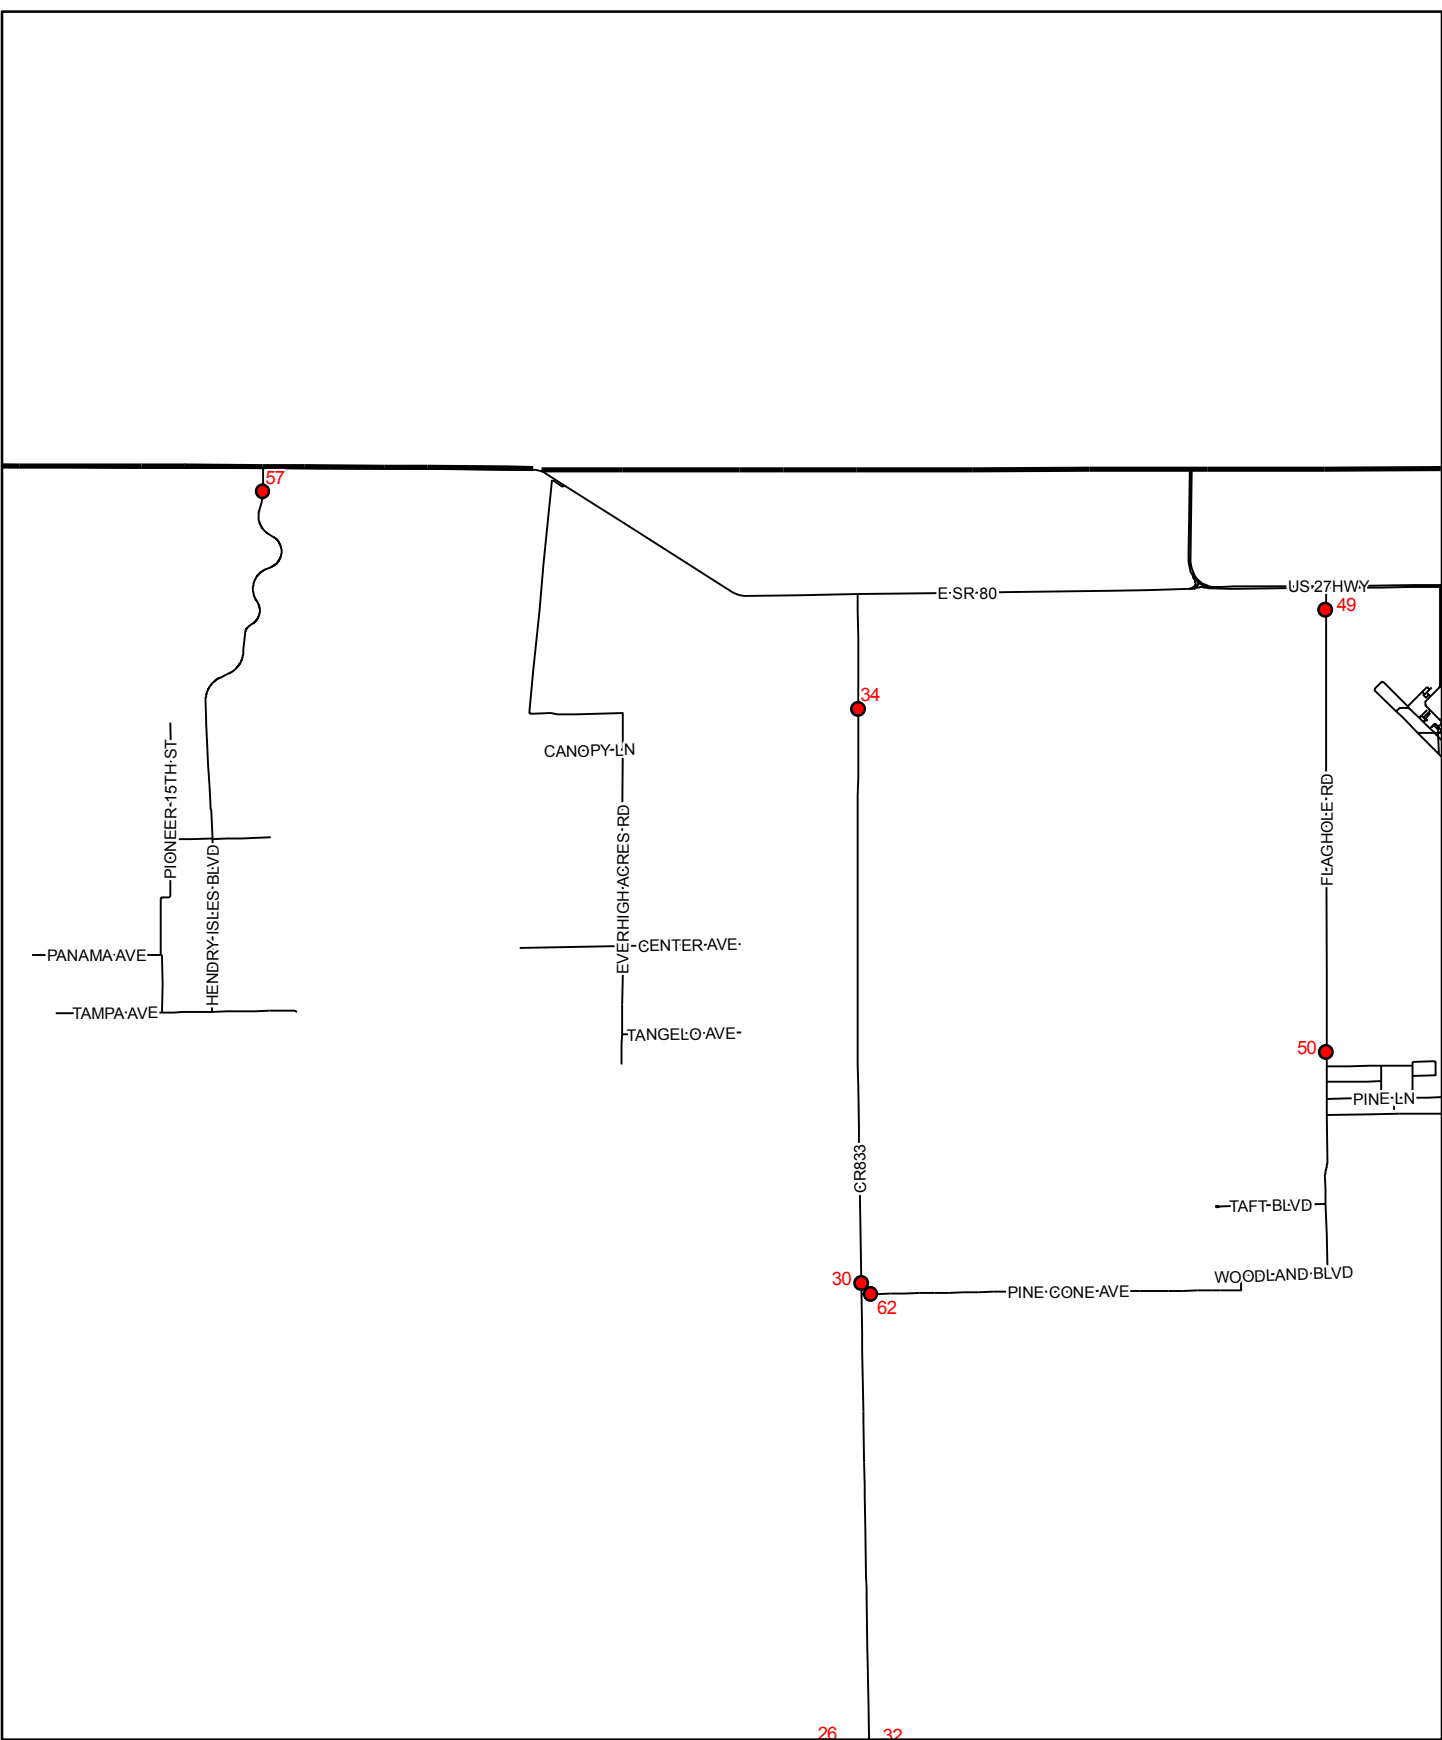 57
E SR 80
US 27HWY
49
34
CANOPY LN
PIONEER 15TH ST
FLAGHOLE RD
EVERHIGH ACRES RD
HENDRY ISLES BLVD
CENTER AVE
PANAMA AVE
TAMPA AVE
TANGELO AVE
50
PINE LN
CR833
TAFT BLVD
WOODLAND BLVD
30
PINE CONE AVE
62
26
32